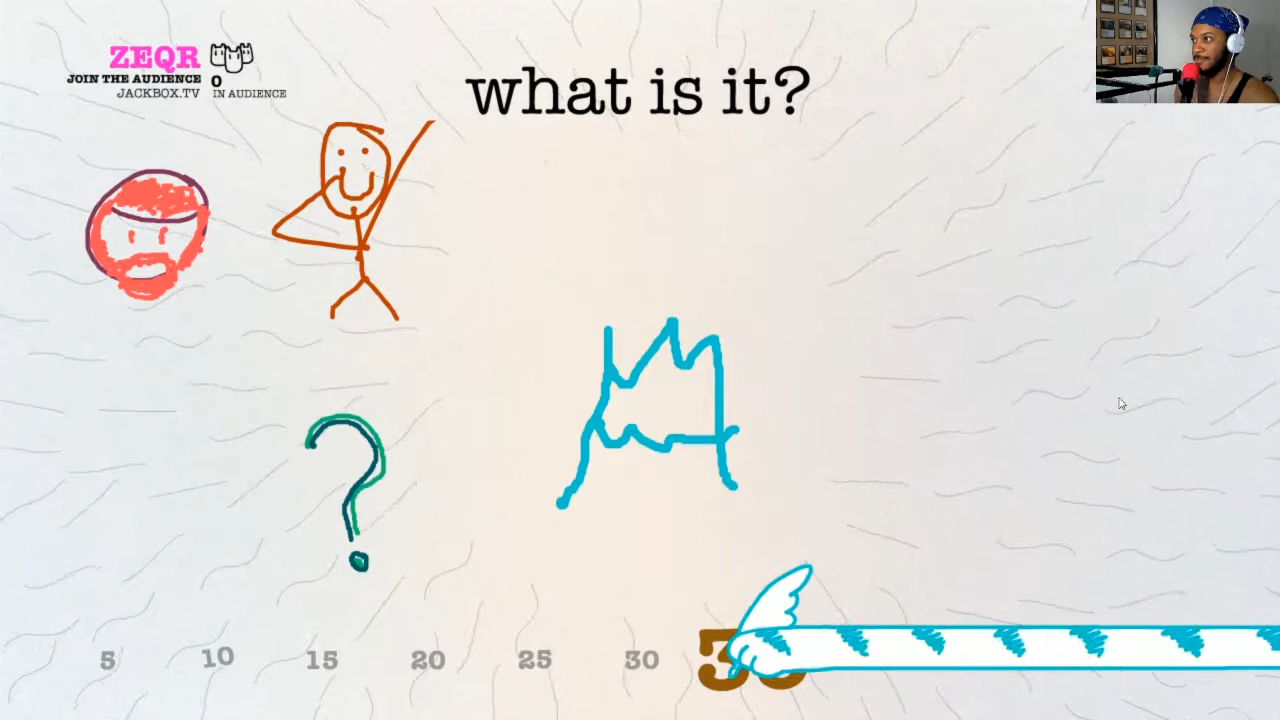 ZEQR
JOIN THE AUDIENCE
JACKBOX.TV
0
IN AUDIENCE
what is it?
?
5 10 15 20 25 30